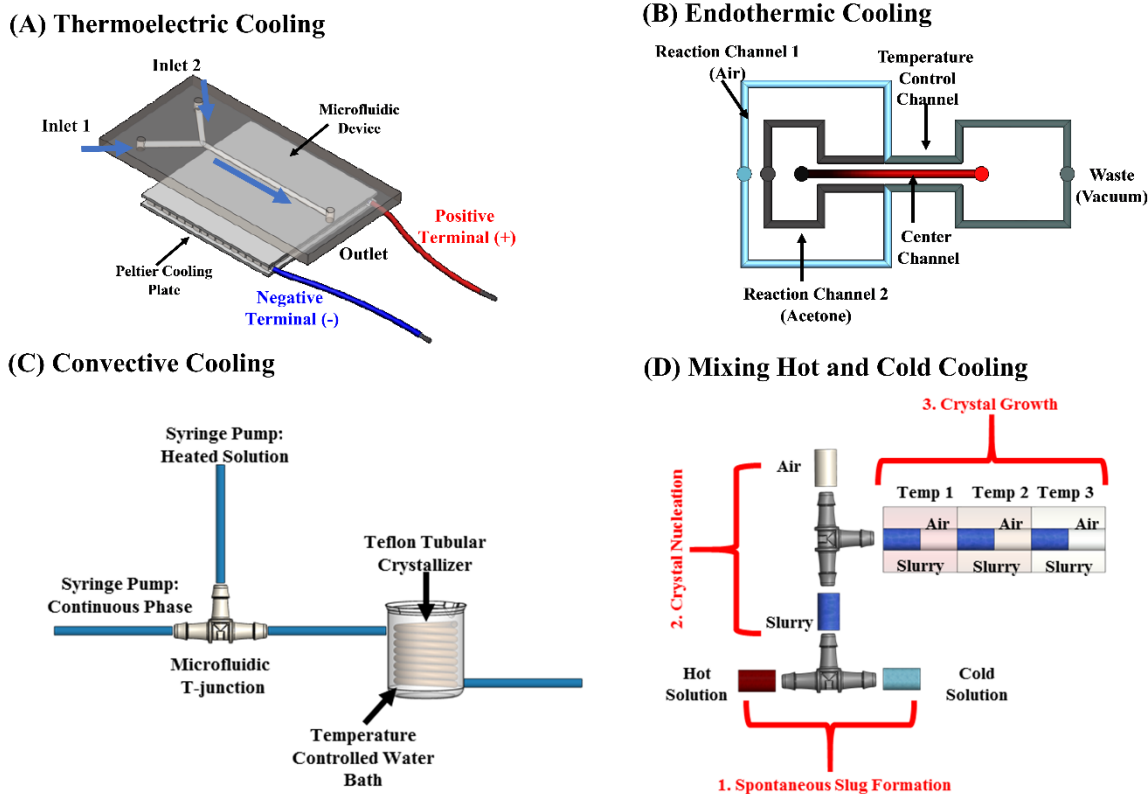 (A) Thermoelectric Cooling
Inlet 2
Inlet 1
Microfluidic
Device
Positive
Terminal (+)
Outlet
Peltier Cooling
Plate
Negative
Terminal (-)
(B) Endothermic Cooling
Reaction Channel 1
(Air)
Temperature
Control
Channel
Waste
(Vacuum)
Center
Channel
Reaction Channel 2
(Acetone)
(C) Convective Cooling
Syringe Pump:
Heated Solution
Teflon Tubular
Crystallizer
Syringe Pump:
Continuous Phase
Microfluidic
T-junction
Temperature
Controlled Water
Bath
(D) Mixing Hot and Cold Cooling
3. Crystal Growth
Air
Temp 1 Temp 2 Temp 3
Air Air Air
Slurry Slurry Slurry
2. Crystal Nucleation
Slurry
Hot
Solution
Cold
Solution
1. Spontaneous Slug Formation